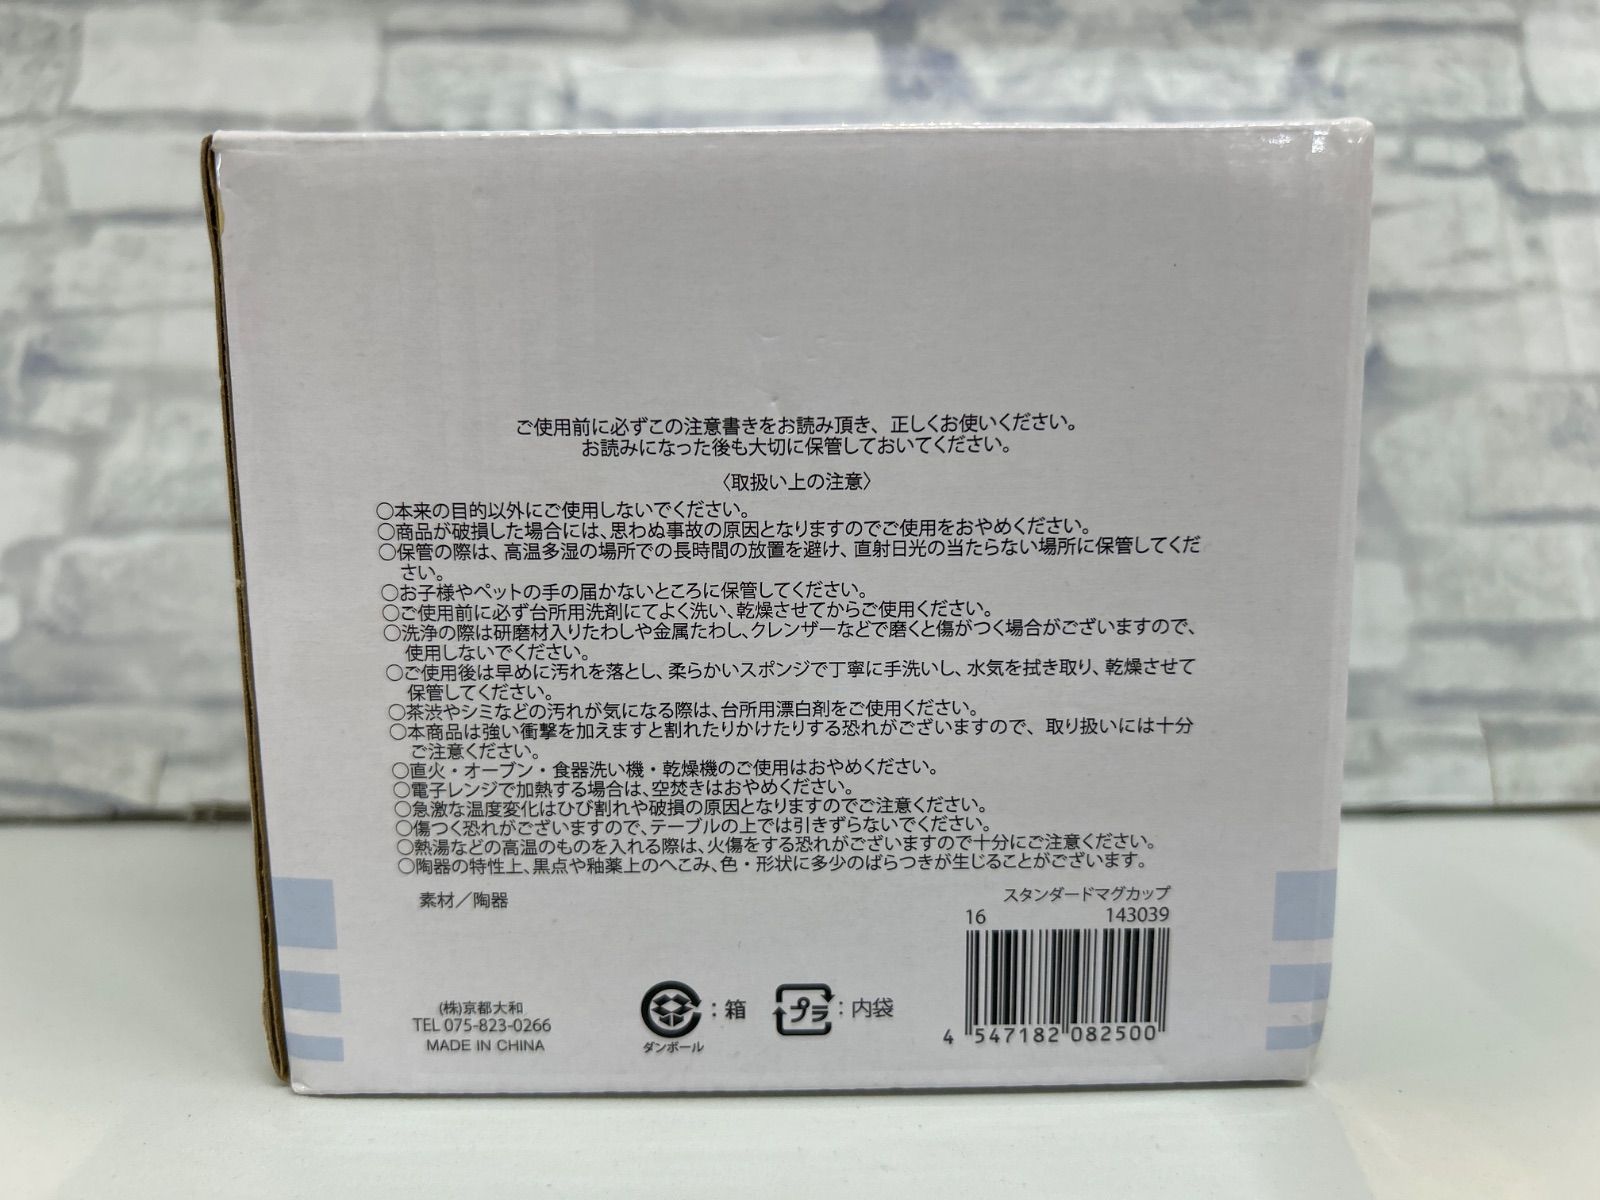 ご使用前に必ずこの注意書きをお読み頂き、正しくお使いください。
お読みになった後も大切に保管しておいてください。
〈取扱い上の注意〉
○本来の目的以外にご使用しないでください。
○商品が破損した場合には、思わぬ事故の原因となりますのでご使用をおやめください。
○保管の際は、高温多湿の場所での長時間の放置を避け、直射日光の当たらない場所に保管してくだ
さい。
○お子様やペットの手の届かないところに保管してください。
○ご使用前に必ず台所用洗剤にてよく洗い、乾燥させてからご使用ください。
○洗浄の際は研磨材入りたわしや金属たわし、クレンザーなどで磨くと傷がつく場合がございますので、
使用しないでください。
○ご使用後は早めに汚れを落とし、柔らかいスポンジで丁寧に手洗いし、水気を拭き取り、乾燥させて
保管してください。
○茶渋やシミなどの汚れが気になる際は、台所用漂白剤をご使用ください。
○本商品は強い衝撃を加えますと割れたりかけたりする恐れがございますので、取り扱いには十分
ご注意ください。
○直火・オーブン・食器洗い機・乾燥機のご使用はおやめください。
○電子レンジで加熱する場合は、空焚きはおやめください。
○急激な温度変化はひび割れや破損の原因となりますのでご注意ください。
○傷つく恐れがございますので、テーブルの上では引きずらないでください。
○熱湯などの高温のものを入れる際は、火傷をする恐れがございますので十分にご注意ください。
○陶器の特性上、黒点や釉薬上のへこみ、色・形状に多少のばらつきが生じることがございます。
素材／陶器
スタンダードマグカップ
16 143039
4 547182 082500
(株)京都大和
TEL 075-823-0266
MADE IN CHINA
：箱
ダンボール
プラ：内袋